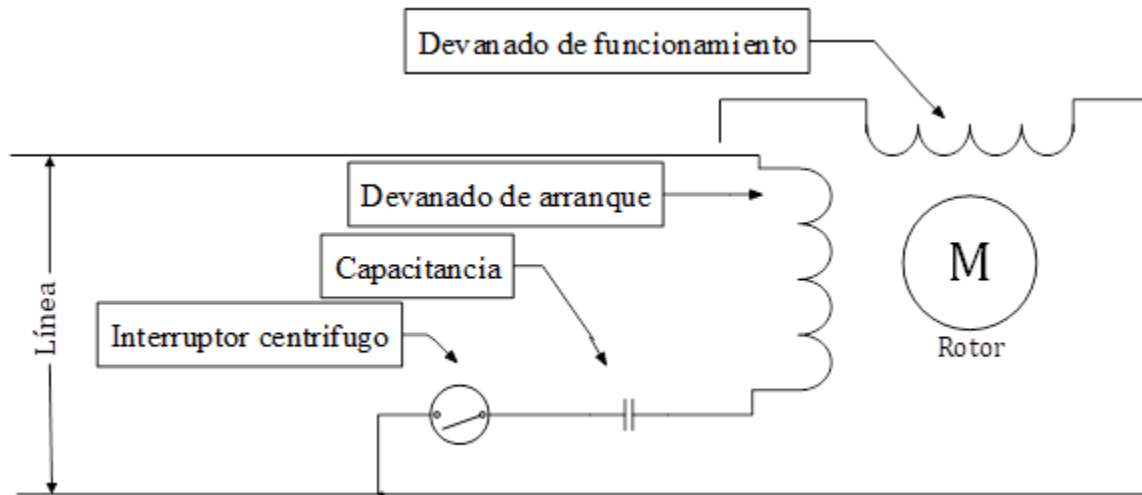 Devanado de funcionamiento
Devanado de arranque
Capacitancia
Interruptor centrifugo
Línea
M
Rotor